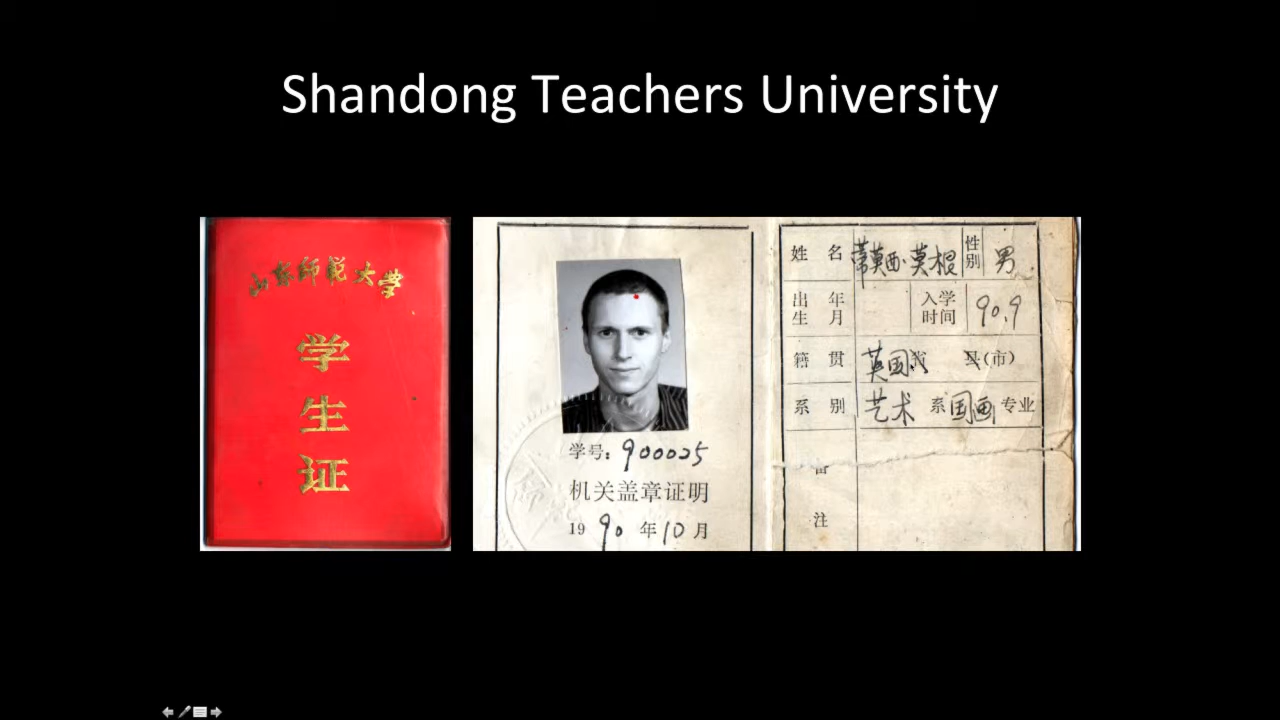 Shandong Teachers University
山东师范大学
学
生
证
学号：900025
机关盖章证明
1990年10月
姓名 蒂莫西·莫根 性别 男
出生年月 入学时间 90.9
籍贯 英国 县(市)
系别 艺术系国画专业
备
注